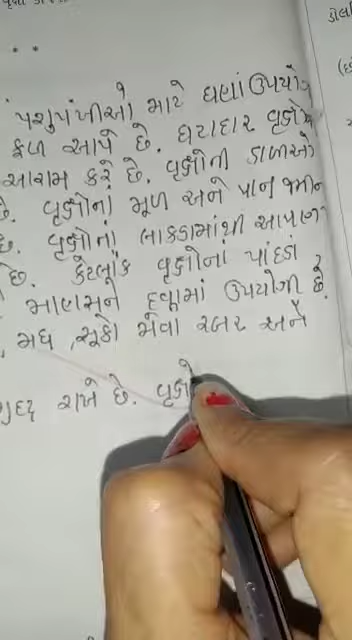 પશુપંખીઓ માટે ઘણાં ઉપયોગ
ફળ આપે છે. ઘટાદાર વૃક્ષો
આરામ કરે છે. વૃક્ષોની ડાળીઓ
છે. વૃક્ષોનાં મૂળ અને પાન જમીન
છે. વૃક્ષોનાં લાકડામાંથી આપણ
છે. કેટલાંક વૃક્ષોનાં પાંદડાં
માણસને દવામાં ઉપયોગી છે.
મધ, સૂકો મેવા રબર અને
શુદ્ધ રાખે છે. વૃક્ષો